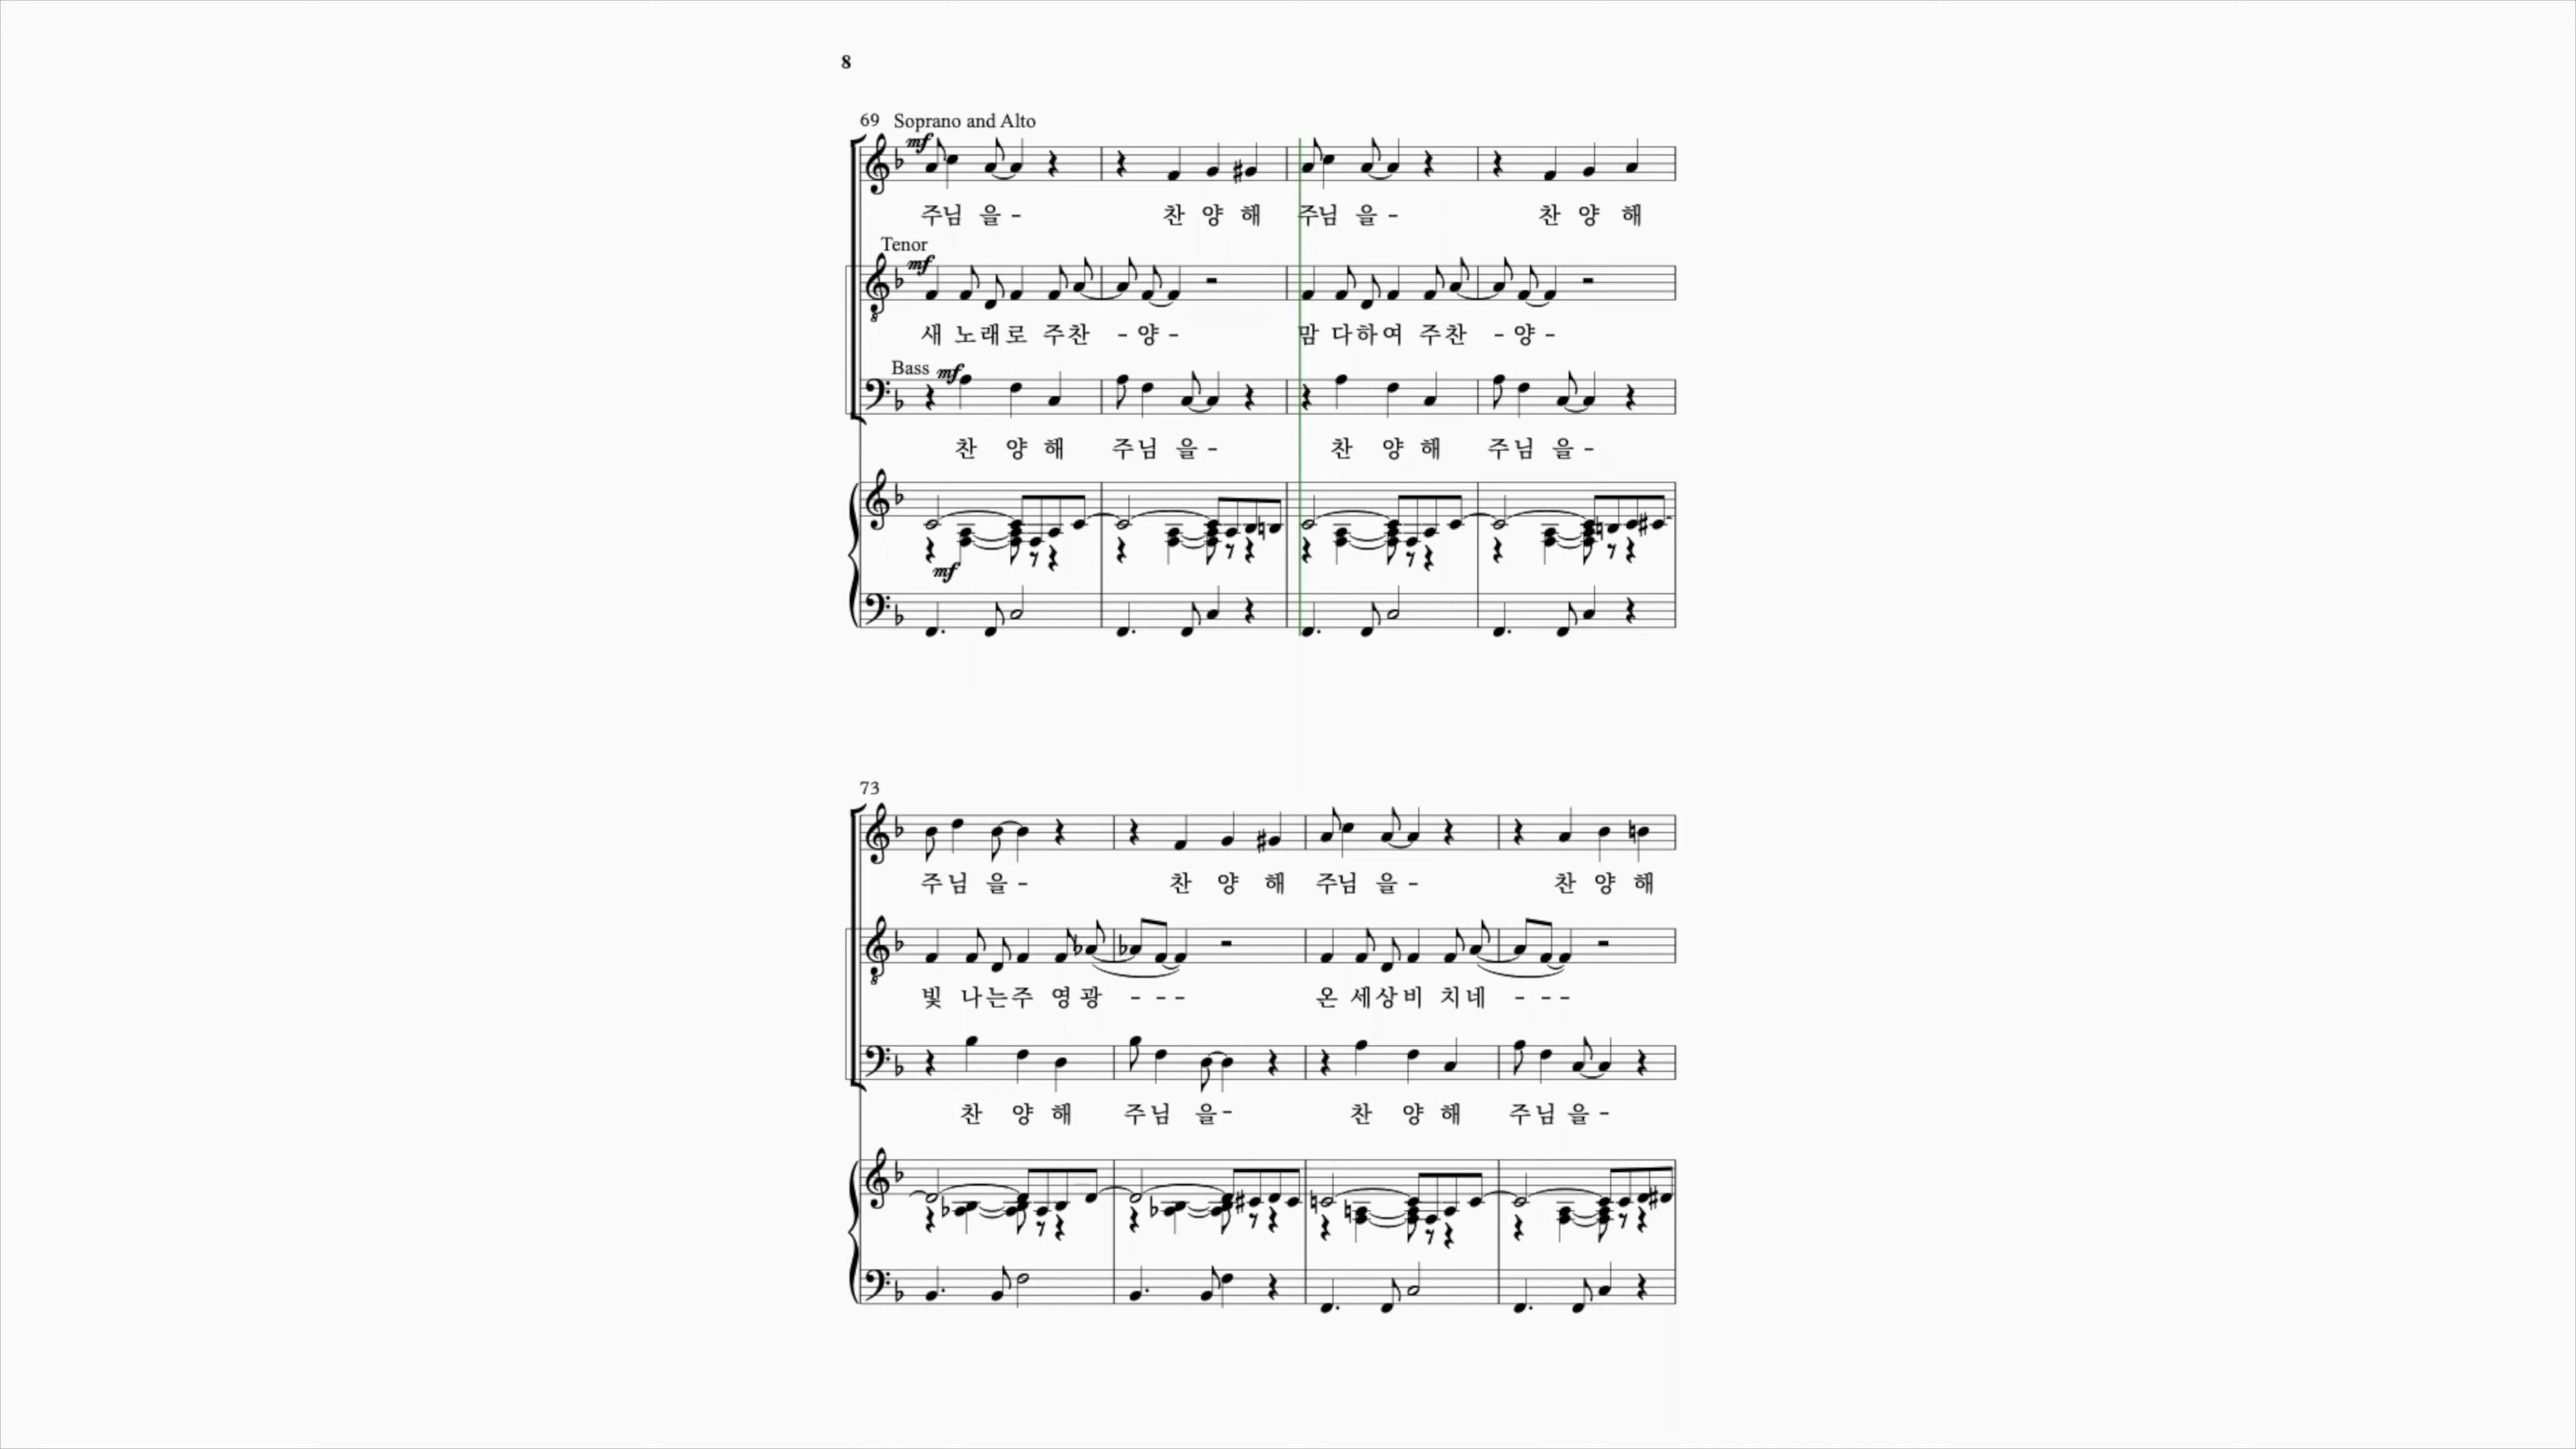 8
69 Soprano and Alto
mf
주님 을 - 찬 양 해 주님 을 - 찬 양 해
Tenor
mf
새 노래로 주찬 - 양 - 맘 다하여 주찬 - 양 -
Bass mf
찬 양 해 주님 을 - 찬 양 해 주님 을 -
mf
73
주 님 을 - 찬 양 해 주님 을 - 찬 양 해
빛 나는주 영광 - - - 온 세상비 치네 - - -
찬 양 해 주님 을 - 찬 양 해 주님 을 -